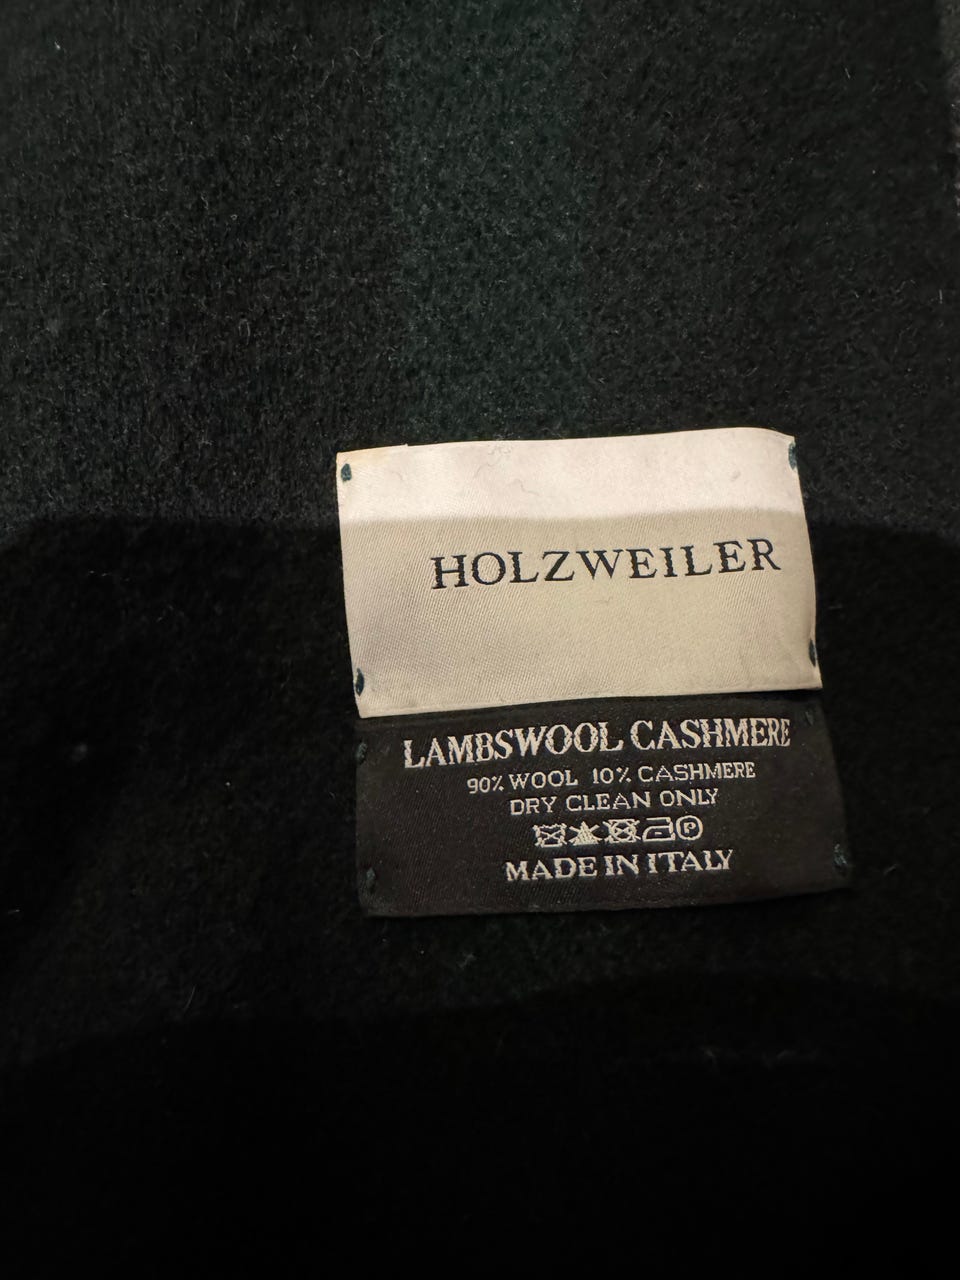 HOLZWEILER
LAMBSWOOL CASHMERE
90% WOOL 10% CASHMERE
DRY CLEAN ONLY
P
MADE IN ITALY